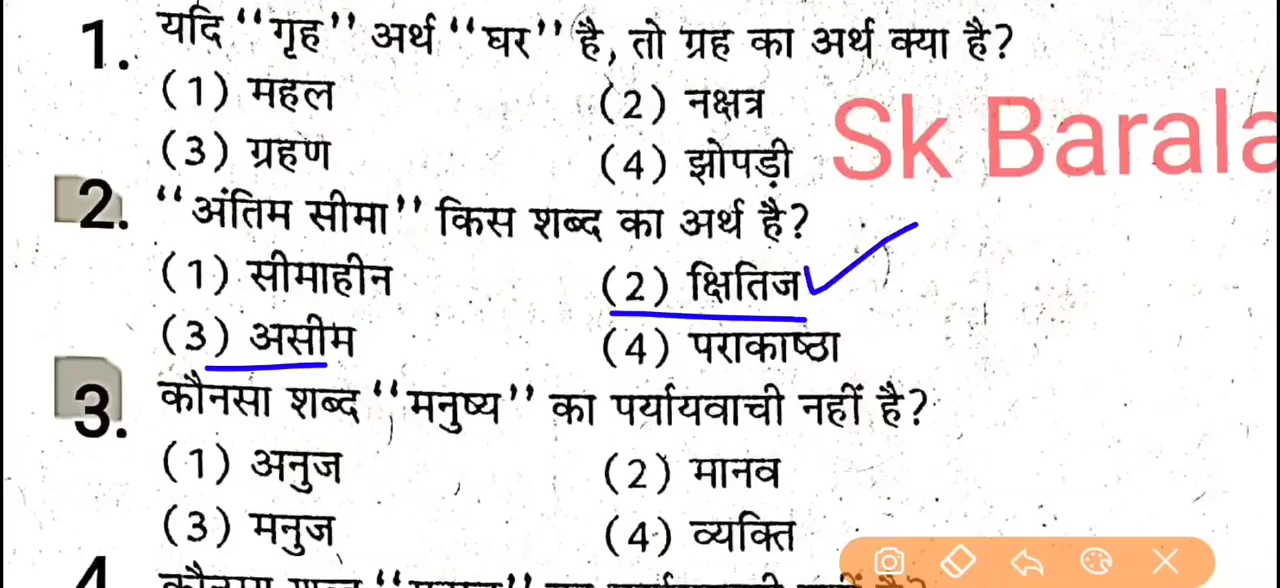 1. यदि ‘‘गृह’’ अर्थ ‘‘घर’’ है, तो ग्रह का अर्थ क्या है?
(1) महल (2) नक्षत्र
(3) ग्रहण (4) झोपड़ी
Sk Barala
2. ‘‘अंतिम सीमा’’ किस शब्द का अर्थ है?
(1) सीमाहीन (2) क्षितिज
(3) असीम (4) पराकाष्ठा
3. कौनसा शब्द ‘‘मनुष्य’’ का पर्यायवाची नहीं है?
(1) अनुज (2) मानव
(3) मनुज (4) व्यक्ति